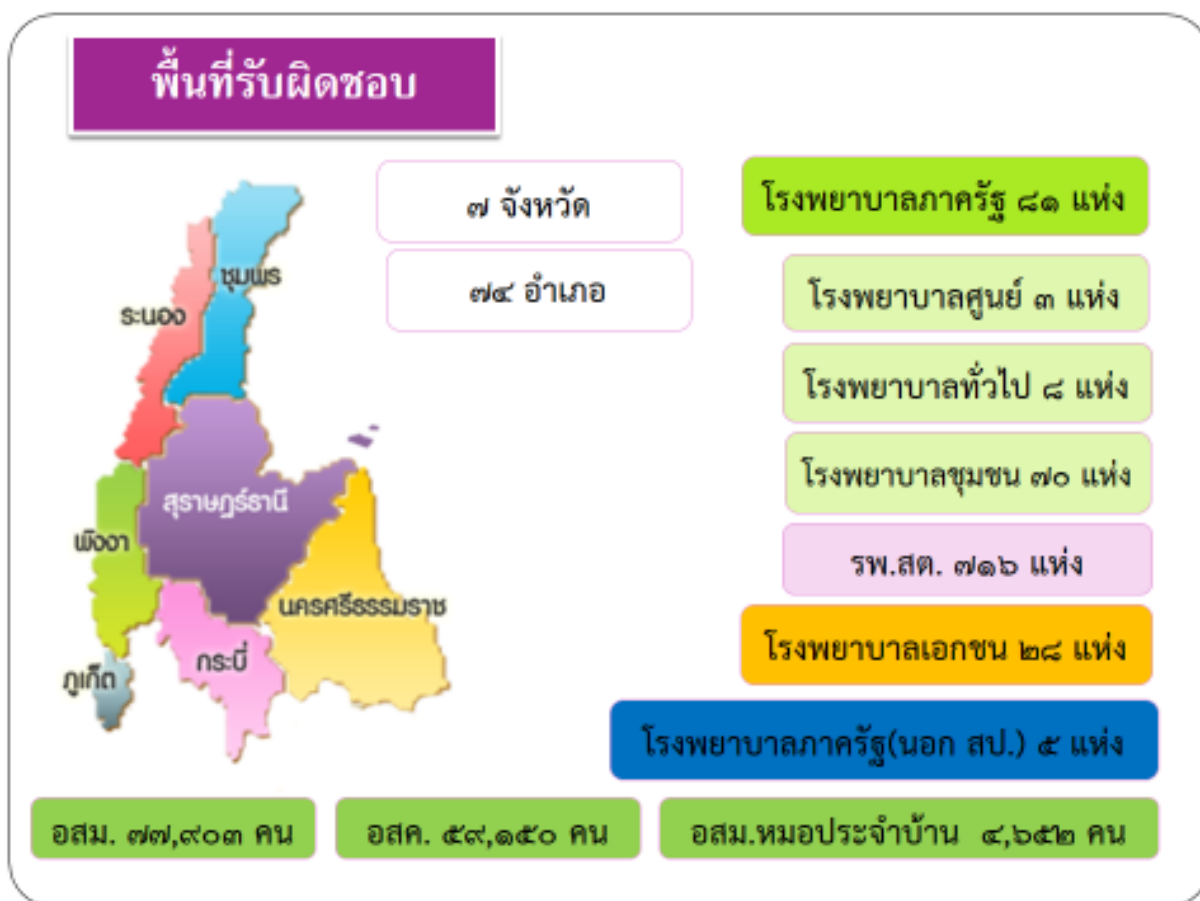 พื้นที่รับผิดชอบ
๗ จังหวัด
๗๔ อำเภอ
ชุมพร
ระนอง
สุราษฎร์ธานี
พังงา
นครศรีธรรมราช
กระบี่
ภูเก็ต
โรงพยาบาลภาครัฐ ๘๑ แห่ง
โรงพยาบาลศูนย์ ๓ แห่ง
โรงพยาบาลทั่วไป ๘ แห่ง
โรงพยาบาลชุมชน ๗๐ แห่ง
รพ.สต. ๗๑๖ แห่ง
โรงพยาบาลเอกชน ๒๘ แห่ง
โรงพยาบาลภาครัฐ(นอก สป.) ๕ แห่ง
อสม. ๗๗,๙๐๓ คน
อสค. ๕๙,๑๕๐ คน
อสม.หมอประจำบ้าน ๔,๖๕๒ คน